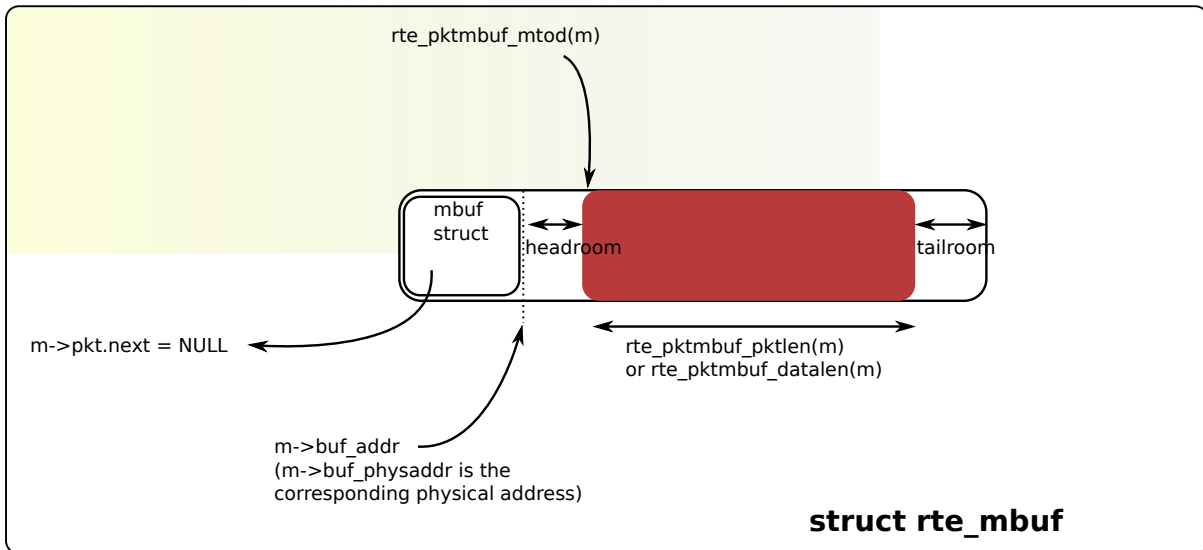 rte_pktmbuf_mtod(m)
mbuf
struct
headroom
tailroom
m->pkt.next = NULL
rte_pktmbuf_pktlen(m)
or rte_pktmbuf_datalen(m)
m->buf_addr
(m->buf_physaddr is the
corresponding physical address)
struct rte_mbuf